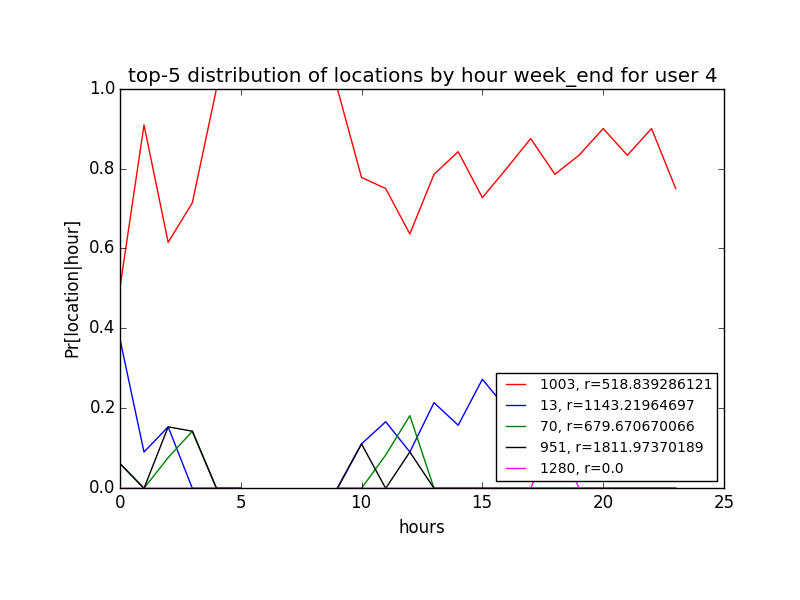 top-5 distribution of locations by hour week_end for user 4
1.0
0.8
0.6
0.4
0.2
0.0
Pr[location|hour]
1003, r=518.839286121
13, r=1143.21964697
70, r=679.670670066
951, r=1811.97370189
1280, r=0.0
0 5 10 15 20 25
hours